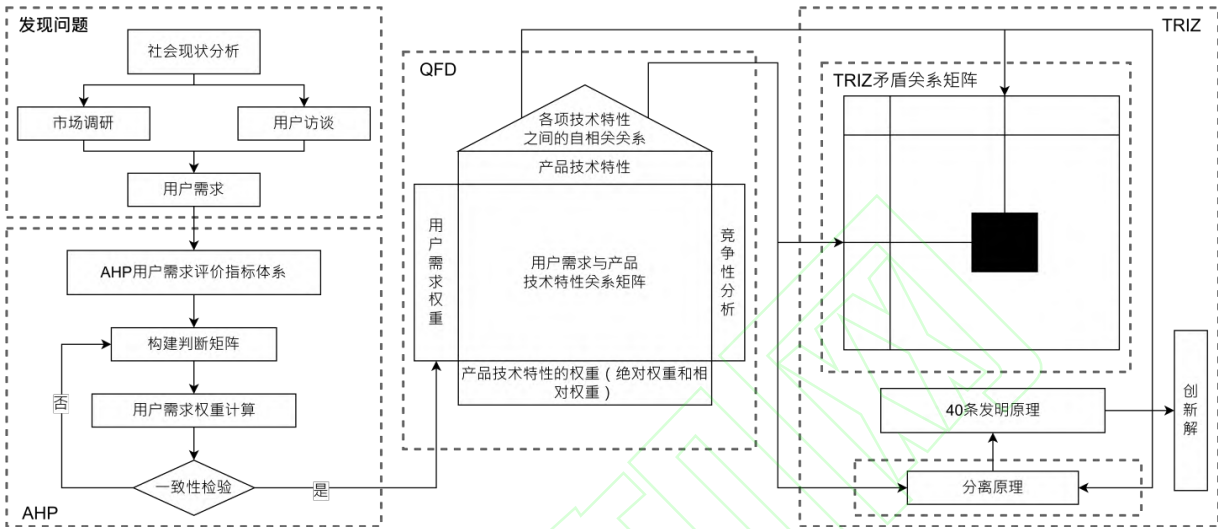 发现问题
社会现状分析
市场调研
用户访谈
用户需求
AHP用户需求评价指标体系
构建判断矩阵
否
用户需求权重计算
一致性检验
是
AHP
QFD
各项技术特性
之间的自相关关系
产品技术特性
用户需求权重
用户需求与产品
技术特性关系矩阵
竞争性分析
产品技术特性的权重（绝对权重和相
对权重）
TRIZ
TRIZ矛盾关系矩阵
40条发明原理
分离原理
创新解